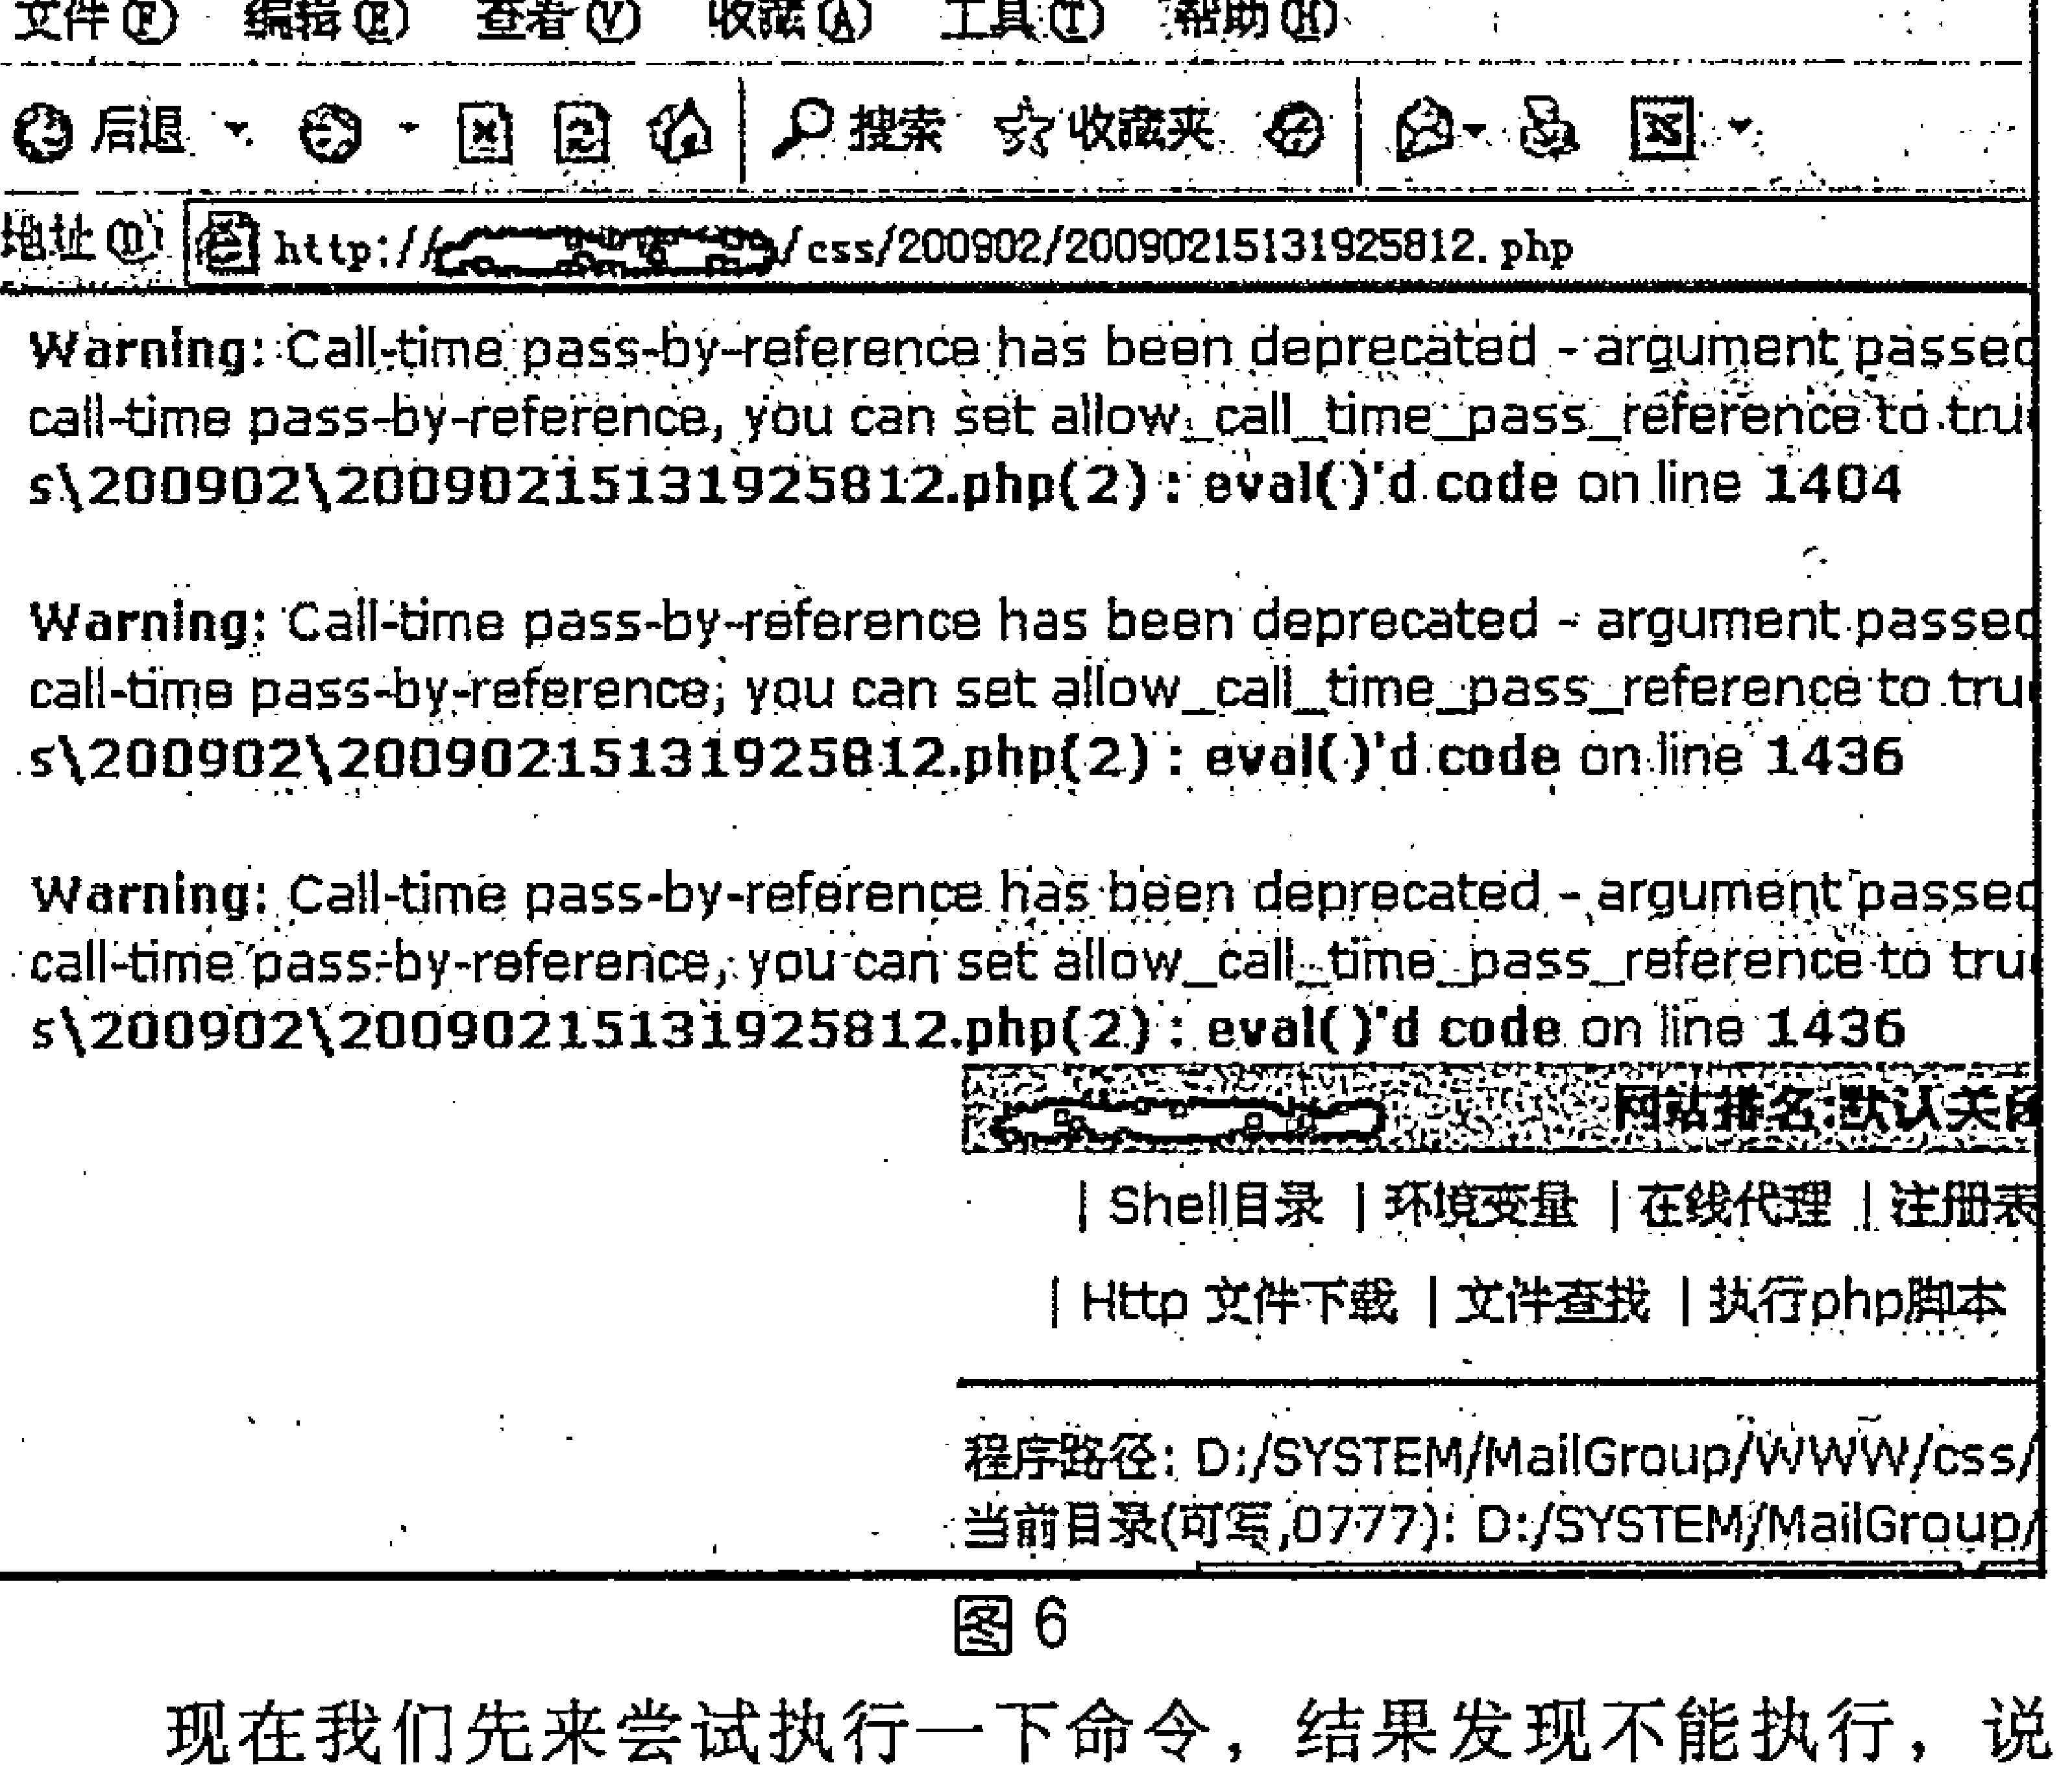 文件(F) 编辑(E) 查看(V) 收藏(A) 工具(T) 帮助(H)
后退 搜索 收藏夹
地址(D) http:// /css/200902/20090215131925812.php
Warning: Call-time pass-by-reference has been deprecated - argument passed
call-time pass-by-reference, you can set allow_call_time_pass_reference to true
s\200902\20090215131925812.php(2) : eval()'d code on line 1404
Warning: Call-time pass-by-reference has been deprecated - argument passed
call-time pass-by-reference, you can set allow_call_time_pass_reference to true
s\200902\20090215131925812.php(2) : eval()'d code on line 1436
Warning: Call-time pass-by-reference has been deprecated - argument passed
call-time pass-by-reference, you can set allow_call_time_pass_reference to true
s\200902\20090215131925812.php(2) : eval()'d code on line 1436
网站排名:默认关
| Shell目录 | 环境变量 | 在线代理 | 注册表
| Http 文件下载 | 文件查找 | 执行php脚本
程序路径: D:/SYSTEM/MailGroup/WWW/css/
当前目录(可写,0777): D:/SYSTEM/MailGroup/
图 6
现在我们先来尝试执行一下命令，结果发现不能执行，说